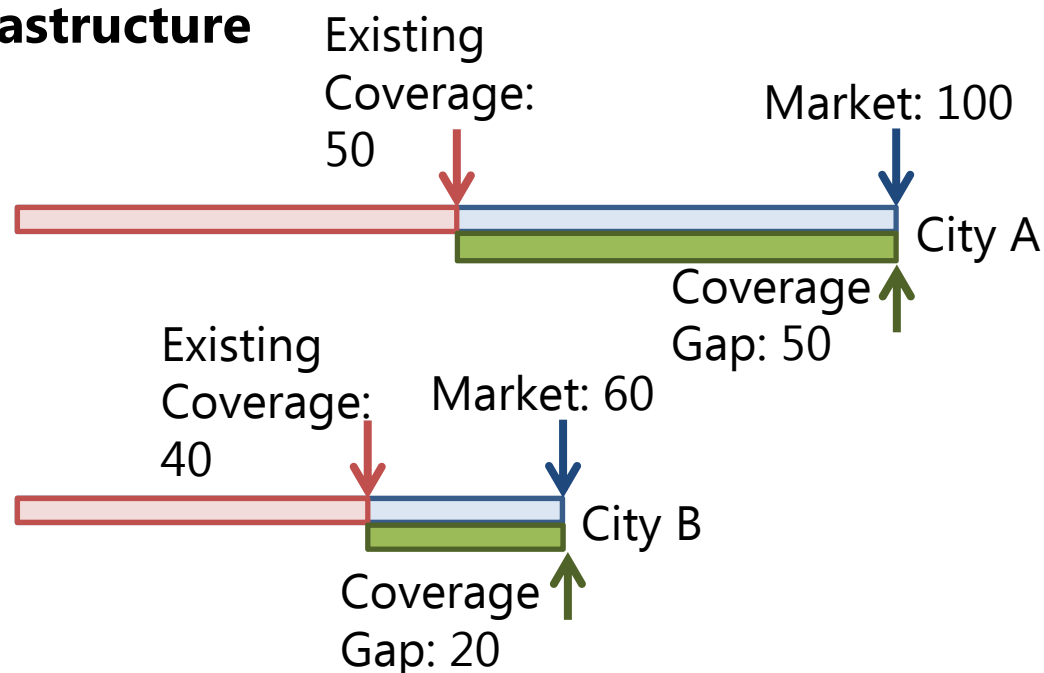 astructure
Existing
Coverage:
50
Market: 100
City A
Coverage
Gap: 50
Existing
Coverage:
40
Market: 60
City B
Coverage
Gap: 20